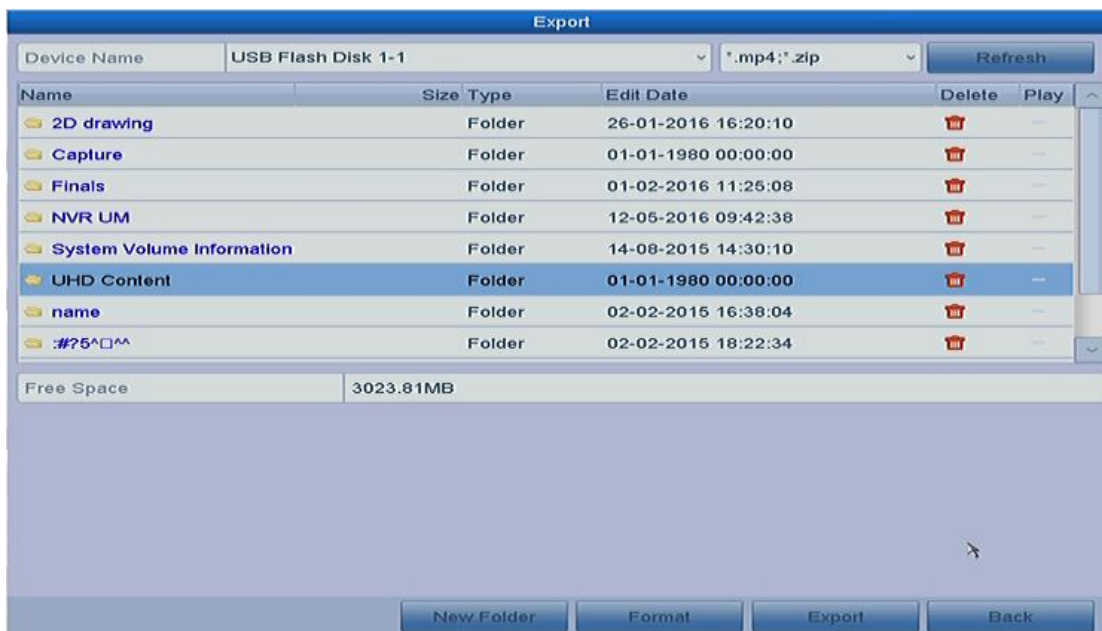 Export
Device Name USB Flash Disk 1-1 *.mp4;*.zip Refresh
Name Size Type Edit Date Delete Play
2D drawing Folder 26-01-2016 16:20:10
Capture Folder 01-01-1980 00:00:00
Finals Folder 01-02-2016 11:25:08
NVR UM Folder 12-05-2016 09:42:38
System Volume Information Folder 14-08-2015 14:30:10
UHD Content Folder 01-01-1980 00:00:00
name Folder 02-02-2015 16:38:04
:#?5^□^^ Folder 02-02-2015 18:22:34
Free Space 3023.81MB
New Folder Format Export Back